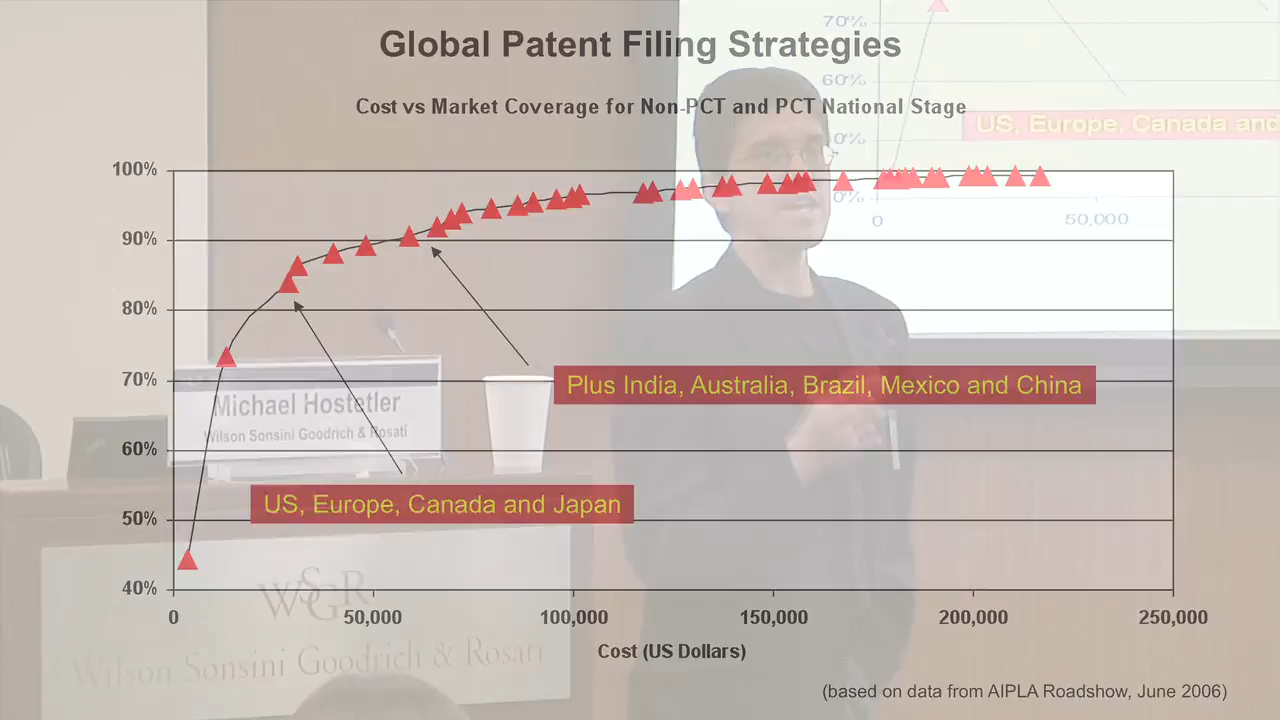 Global Patent Filing Strategies
Cost vs Market Coverage for Non-PCT and PCT National Stage
70%
60%
US, Europe, Canada and
0%
0
50,000
100%
90%
80%
70%
60%
50%
40%
Plus India, Australia, Brazil, Mexico and China
Michael Hostetler
Wilson Sonsini Goodrich & Rosati
US, Europe, Canada and Japan
0
50,000
100,000
150,000
200,000
250,000
WSGR
Wilson Sonsini Goodrich & Rosati
Cost (US Dollars)
(based on data from AIPLA Roadshow, June 2006)